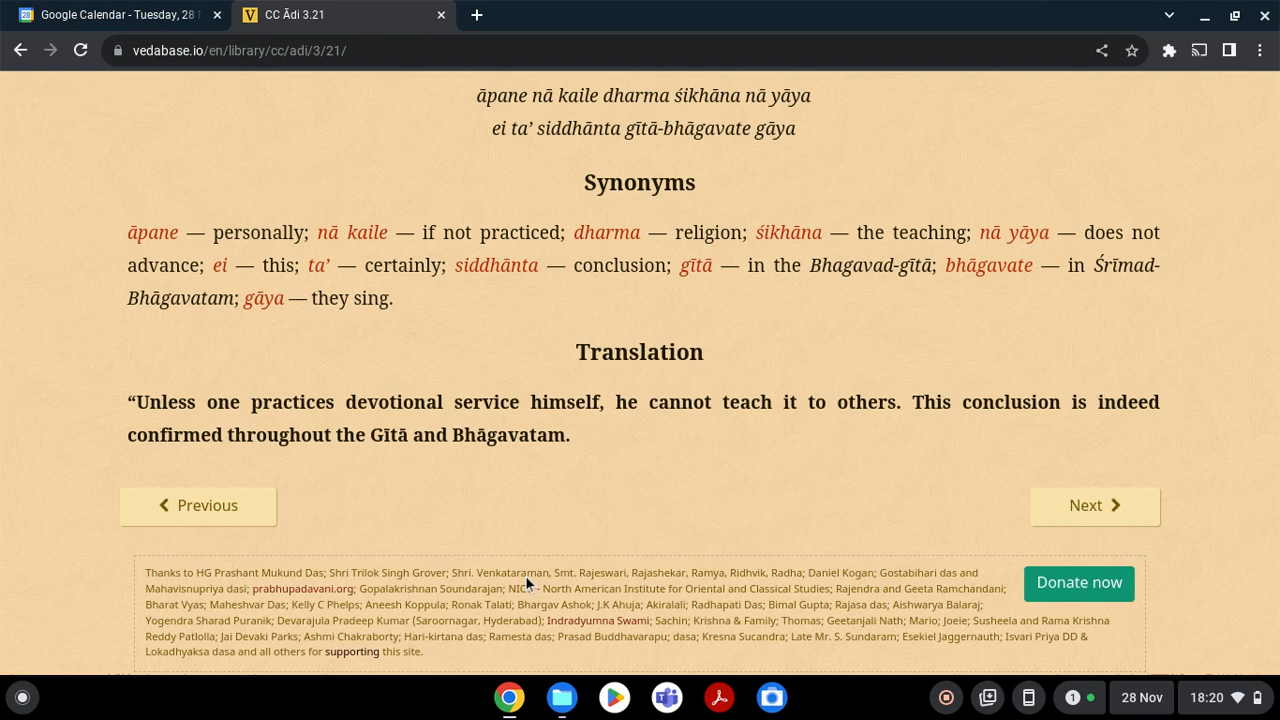 Google Calendar - Tuesday, 28
CC Ādi 3.21
vedabase.io/en/library/cc/adi/3/21/
āpane nā kaile dharma śikhāna nā yāya
ei ta’ siddhānta gītā-bhāgavate gāya
Synonyms
āpane — personally; nā kaile — if not practiced; dharma — religion; śikhāna — the teaching; nā yāya — does not
advance; ei — this; ta’ — certainly; siddhānta — conclusion; gītā — in the Bhagavad-gītā; bhāgavate — in Śrīmad-
Bhāgavatam; gāya — they sing.
Translation
“Unless one practices devotional service himself, he cannot teach it to others. This conclusion is indeed
confirmed throughout the Gītā and Bhāgavatam.
Previous
Next
Thanks to HG Prashant Mukund Das; Shri Trilok Singh Grover; Shri. Venkataraman, Smt. Rajeswari, Rajashekar, Ramya, Ridhvik, Radha; Daniel Kogan; Gostabihari das and
Mahavisnupriya dasi; prabhupadavani.org; Gopalakrishnan Soundarajan; - North American Institute for Oriental and Classical Studies; Rajendra and Geeta Ramchandani;
Bharat Vyas; Maheshvar Das; Kelly C Phelps; Aneesh Koppula; Ronak Talati; Bhargav Ashok; J.K Ahuja; Akiralali; Radhapati Das; Bimal Gupta; Rajasa das; Aishwarya Balaraj;
Yogendra Sharad Puranik; Devarajula Pradeep Kumar (Saroornagar, Hyderabad); Indradyumna Swami; Sachin; Krishna & Family; Thomas; Geetanjali Nath; Mario; Joeie; Susheela and Rama Krishna
Reddy Patlolla; Jai Devaki Parks; Ashmi Chakraborty; Hari-kirtana das; Ramesta das; Prasad Buddhavarapu; dasa; Kresna Sucandra; Late Mr. S. Sundaram; Esekiel Jaggernauth; Isvari Priya DD &
Lokadhyaksa dasa and all others for supporting this site.
Donate now
1
28 Nov
18:20